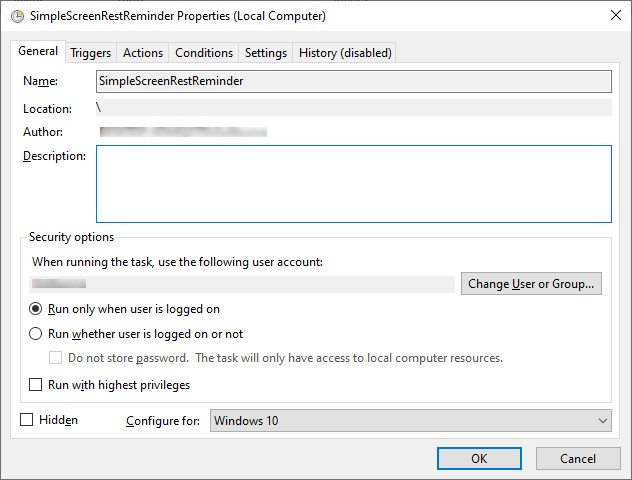 SimpleScreenRestReminder Properties (Local Computer)
General Triggers Actions Conditions Settings History (disabled)
Name: SimpleScreenRestReminder
Location: \
Author:
Description:
Security options
When running the task, use the following user account:
Change User or Group...
Run only when user is logged on
Run whether user is logged on or not
Do not store password. The task will only have access to local computer resources.
Run with highest privileges
Hidden Configure for: Windows 10
OK Cancel